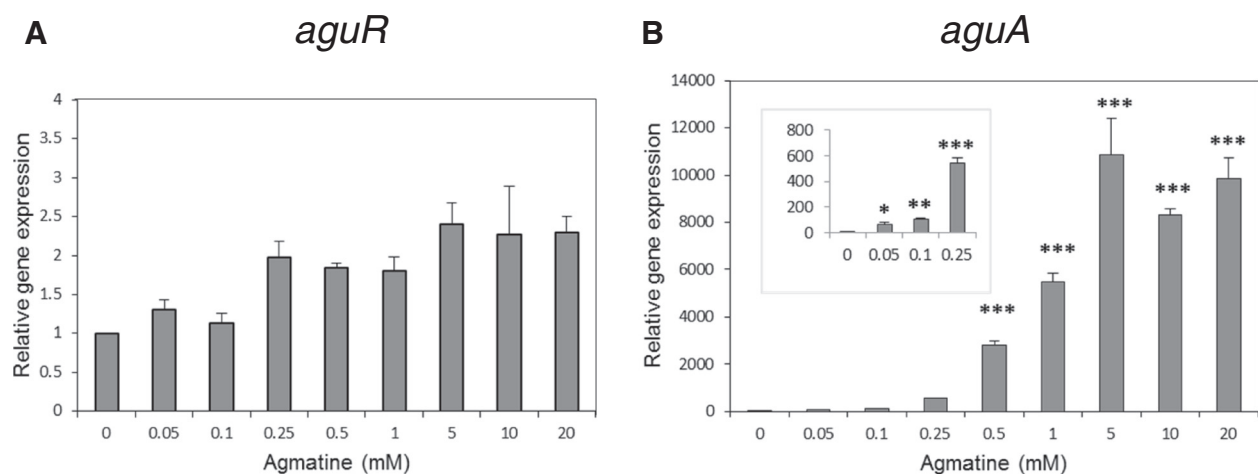 A
aguR
Relative gene expression
4
3.5
3
2.5
2
1.5
1
0.5
0
0 0.05 0.1 0.25 0.5 1 5 10 20
Agmatine (mM)
B
aguA
Relative gene expression
14000
12000
10000
8000
6000
4000
2000
0
*** *** *** *** ***
0 0.05 0.1 0.25 0.5 1 5 10 20
Agmatine (mM)
800
600
400
200
0
* ** ***
0 0.05 0.1 0.25